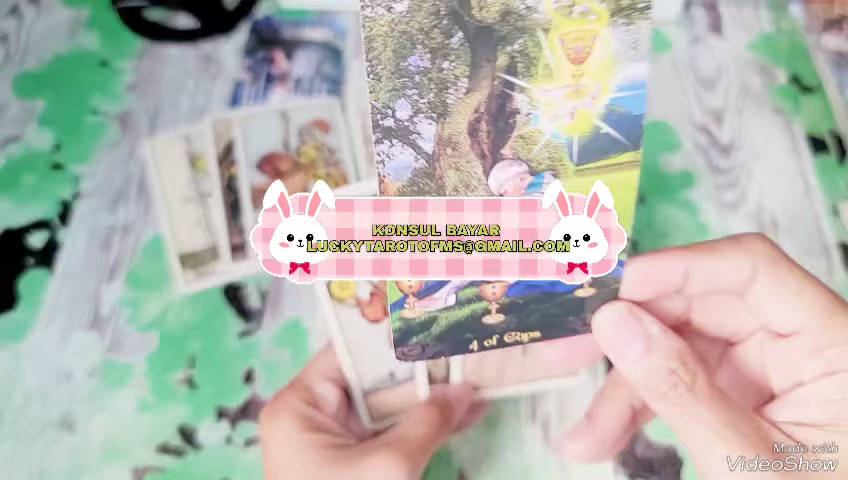 KONSUL BAYAR
LUCKYTAROTOFMS@GMAIL.COM
4 of Cups
Made with
VideoShow